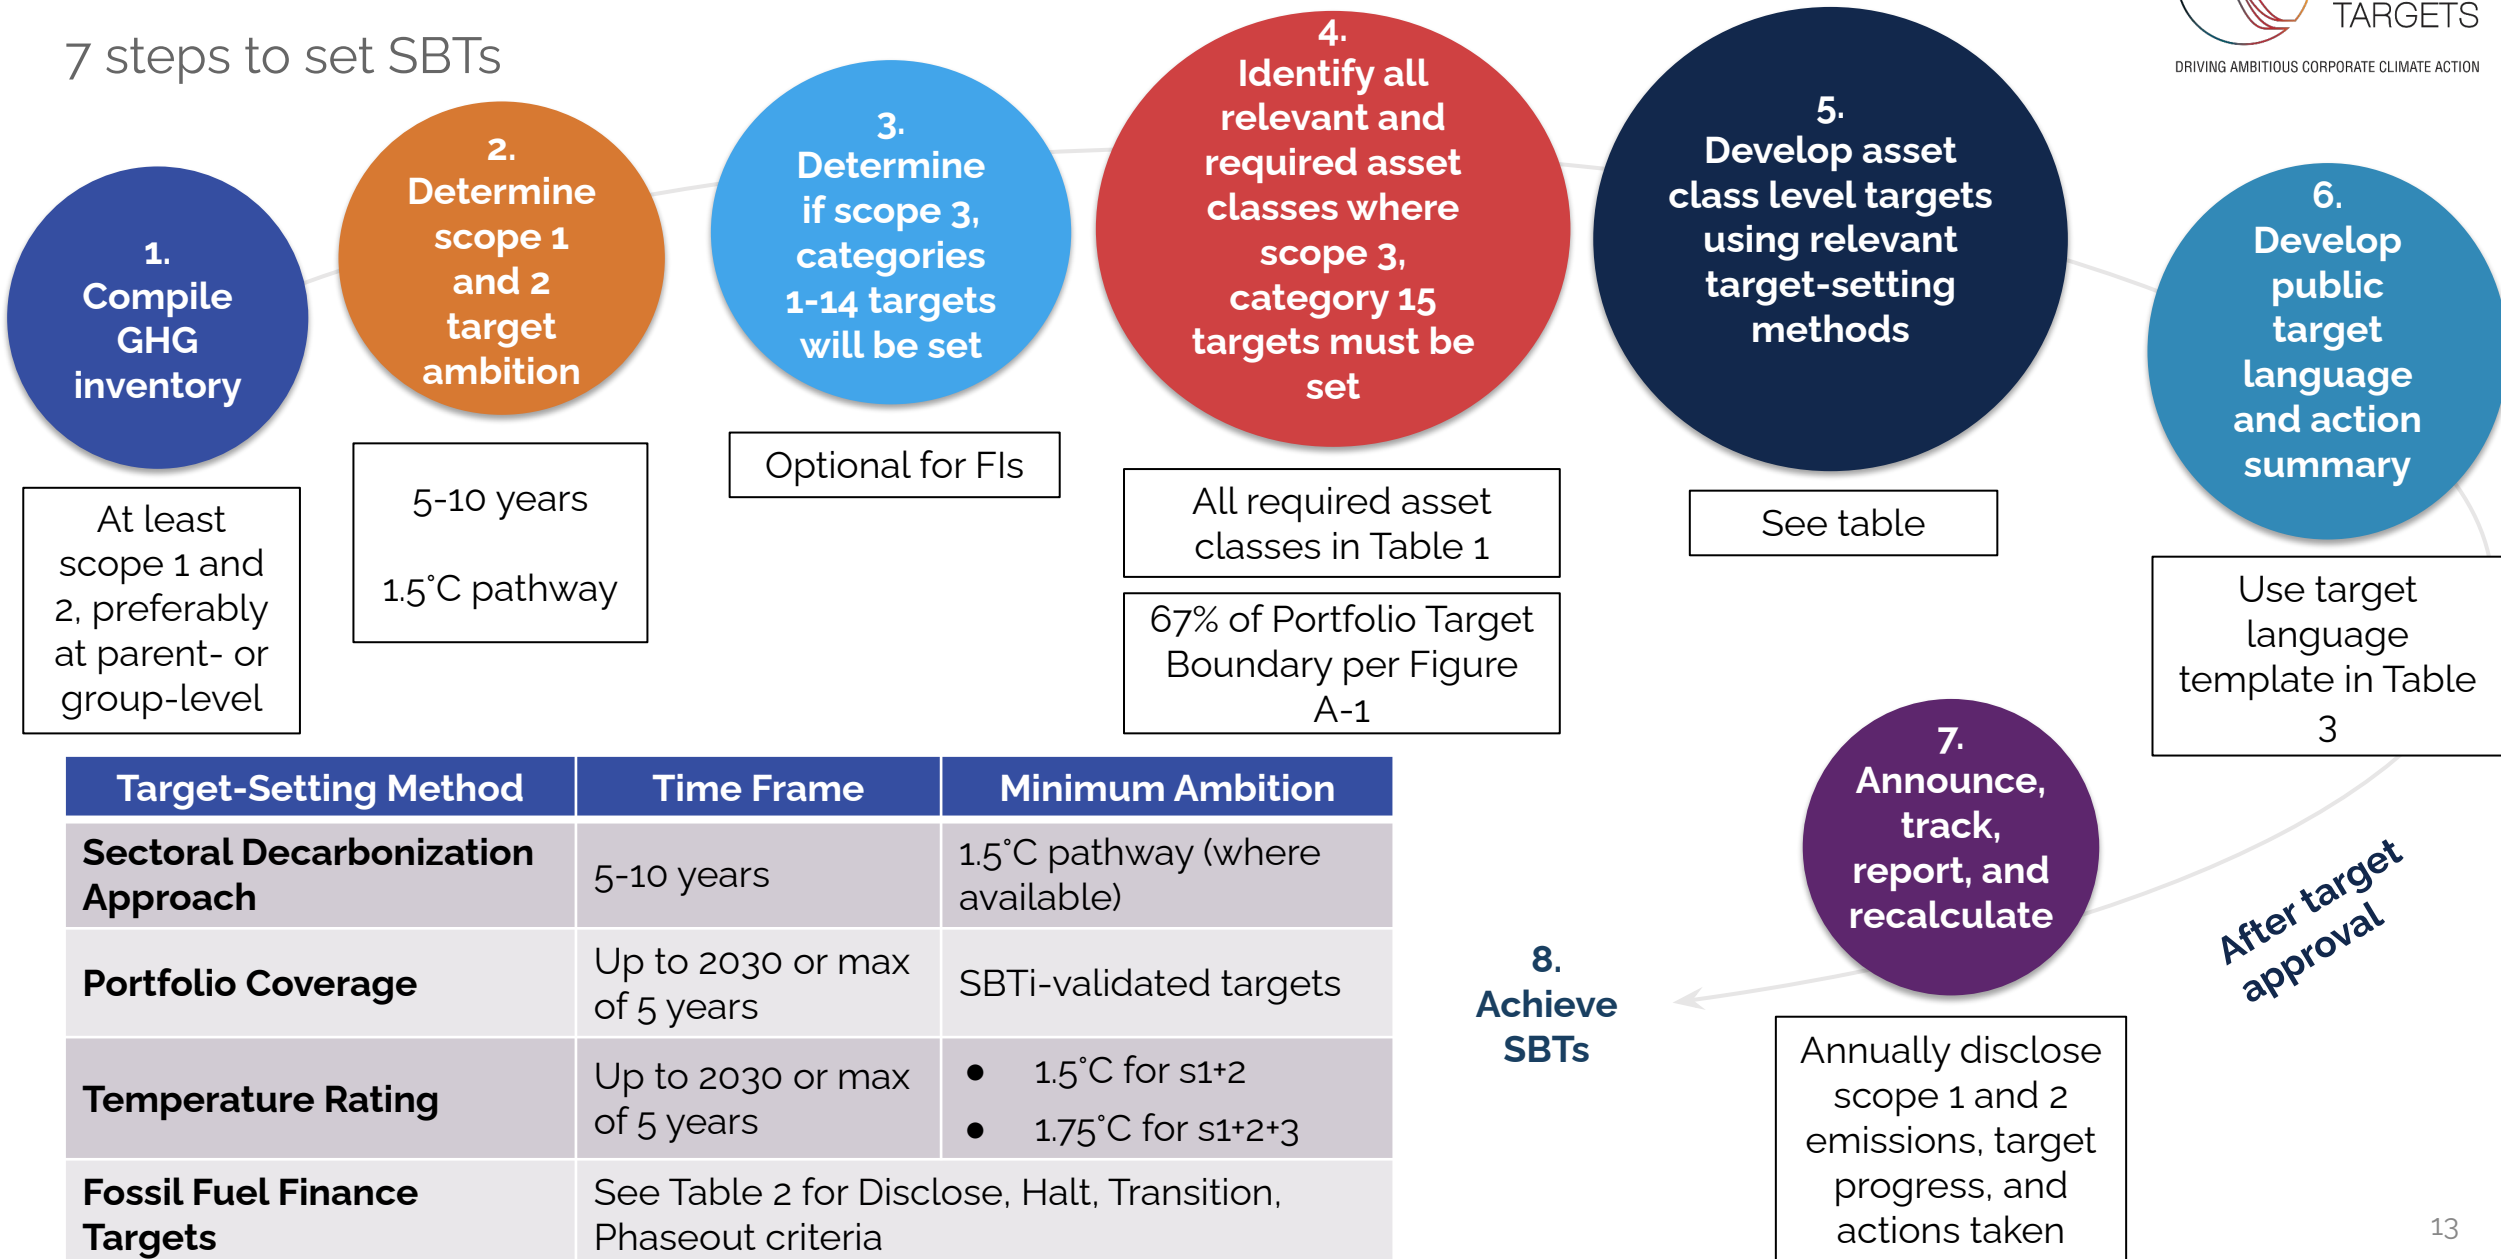 7 steps to set SBTs
TARGETS
DRIVING AMBITIOUS CORPORATE CLIMATE ACTION
1.
Compile
GHG
inventory
At least
scope 1 and
2, preferably
at parent- or
group-level
2.
Determine
scope 1
and 2
target
ambition
5-10 years
1.5°C pathway
3.
Determine
if scope 3,
categories
1-14 targets
will be set
Optional for FIs
4.
Identify all
relevant and
required asset
classes where
scope 3,
category 15
targets must be
set
All required asset
classes in Table 1
67% of Portfolio Target
Boundary per Figure
A-1
5.
Develop asset
class level targets
using relevant
target-setting
methods
See table
6.
Develop
public
target
language
and action
summary
Use target
language
template in Table
3
After target
approval
7.
Announce,
track,
report, and
recalculate
Annually disclose
scope 1 and 2
emissions, target
progress, and
actions taken
8.
Achieve
SBTs
Target-Setting Method
Time Frame
Minimum Ambition
Sectoral Decarbonization
Approach
5-10 years
1.5°C pathway (where
available)
Portfolio Coverage
Up to 2030 or max
of 5 years
SBTi-validated targets
Temperature Rating
Up to 2030 or max
of 5 years
● 1.5°C for s1+2
● 1.75°C for s1+2+3
Fossil Fuel Finance
Targets
See Table 2 for Disclose, Halt, Transition,
Phaseout criteria
13